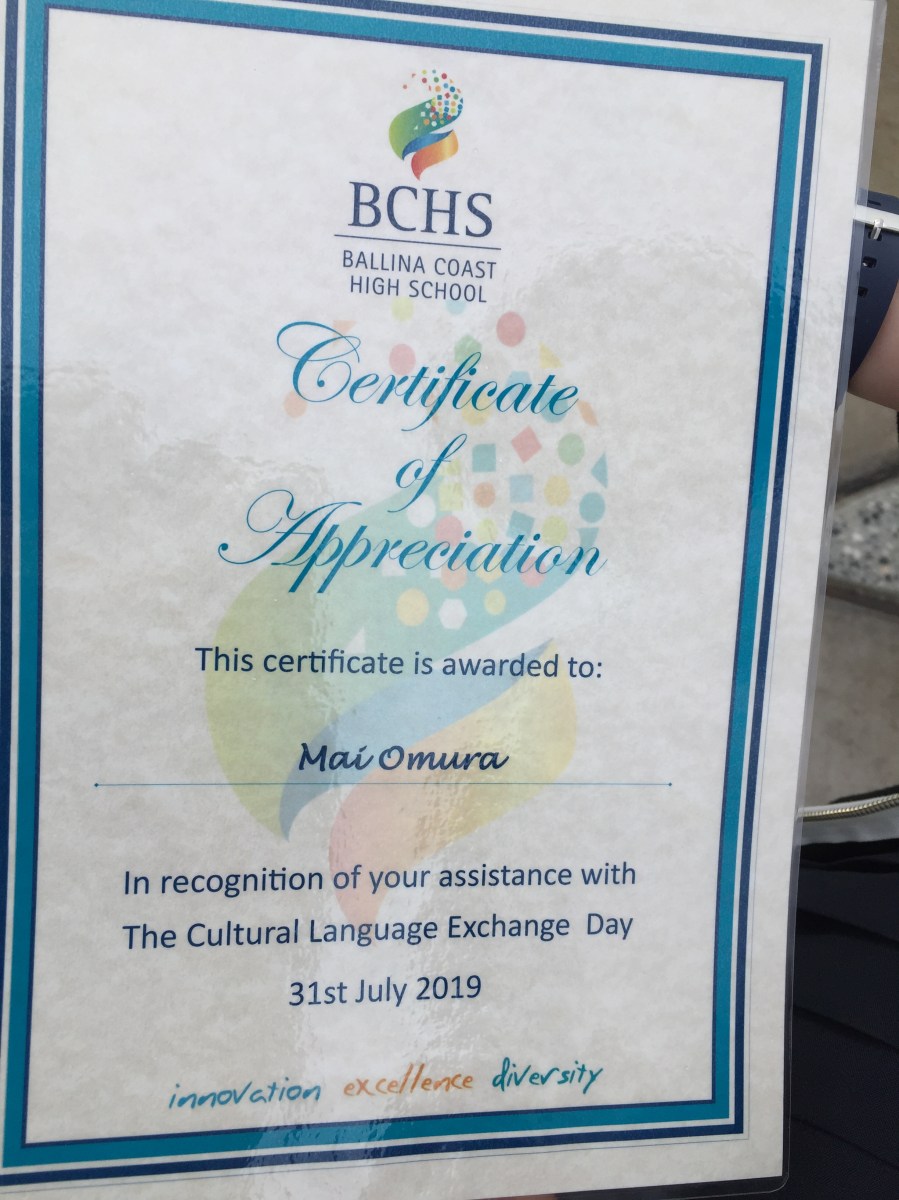 BCHS
BALLINA COAST
HIGH SCHOOL
Certificate
of
Appreciation
This certificate is awarded to:
Mai Omura
In recognition of your assistance with
The Cultural Language Exchange Day
31st July 2019
innovation excellence diversity